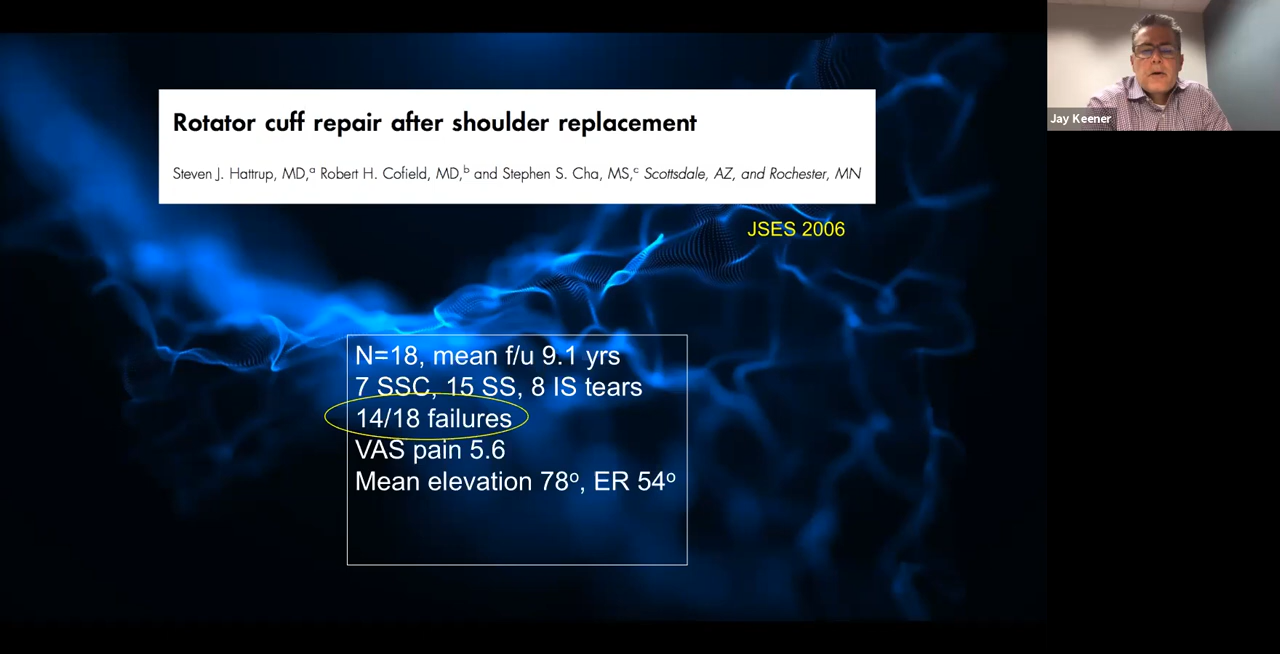 Rotator cuff repair after shoulder replacement
Steven J. Hattrup, MD,ᵃ Robert H. Cofield, MD,ᵇ and Stephen S. Cha, MS,ᶜ Scottsdale, AZ, and Rochester, MN
JSES 2006
N=18, mean f/u 9.1 yrs
7 SSC, 15 SS, 8 IS tears
14/18 failures
VAS pain 5.6
Mean elevation 78º, ER 54º
Jay Keener